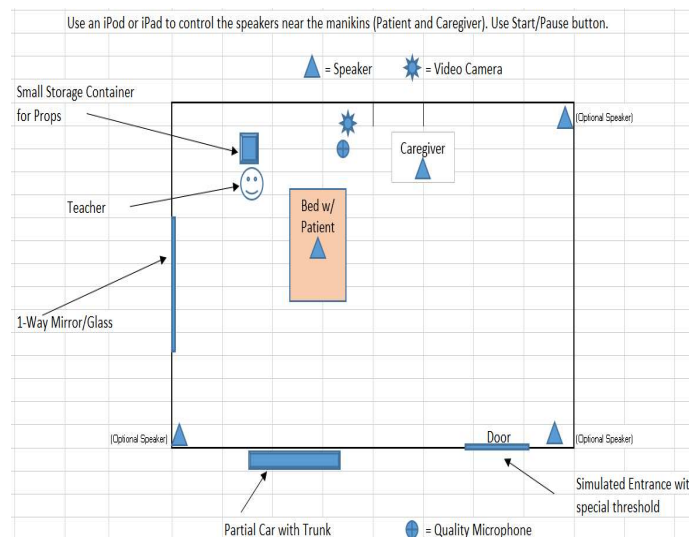 Use an iPod or iPad to control the speakers near the manikins (Patient and Caregiver). Use Start/Pause button.
= Speaker
= Video Camera
Small Storage Container
for Props
(Optional Speaker)
Caregiver
Teacher
Bed w/
Patient
1-Way Mirror/Glass
(Optional Speaker)
Door
(Optional Speaker)
Simulated Entrance wit
special threshold
Partial Car with Trunk
= Quality Microphone